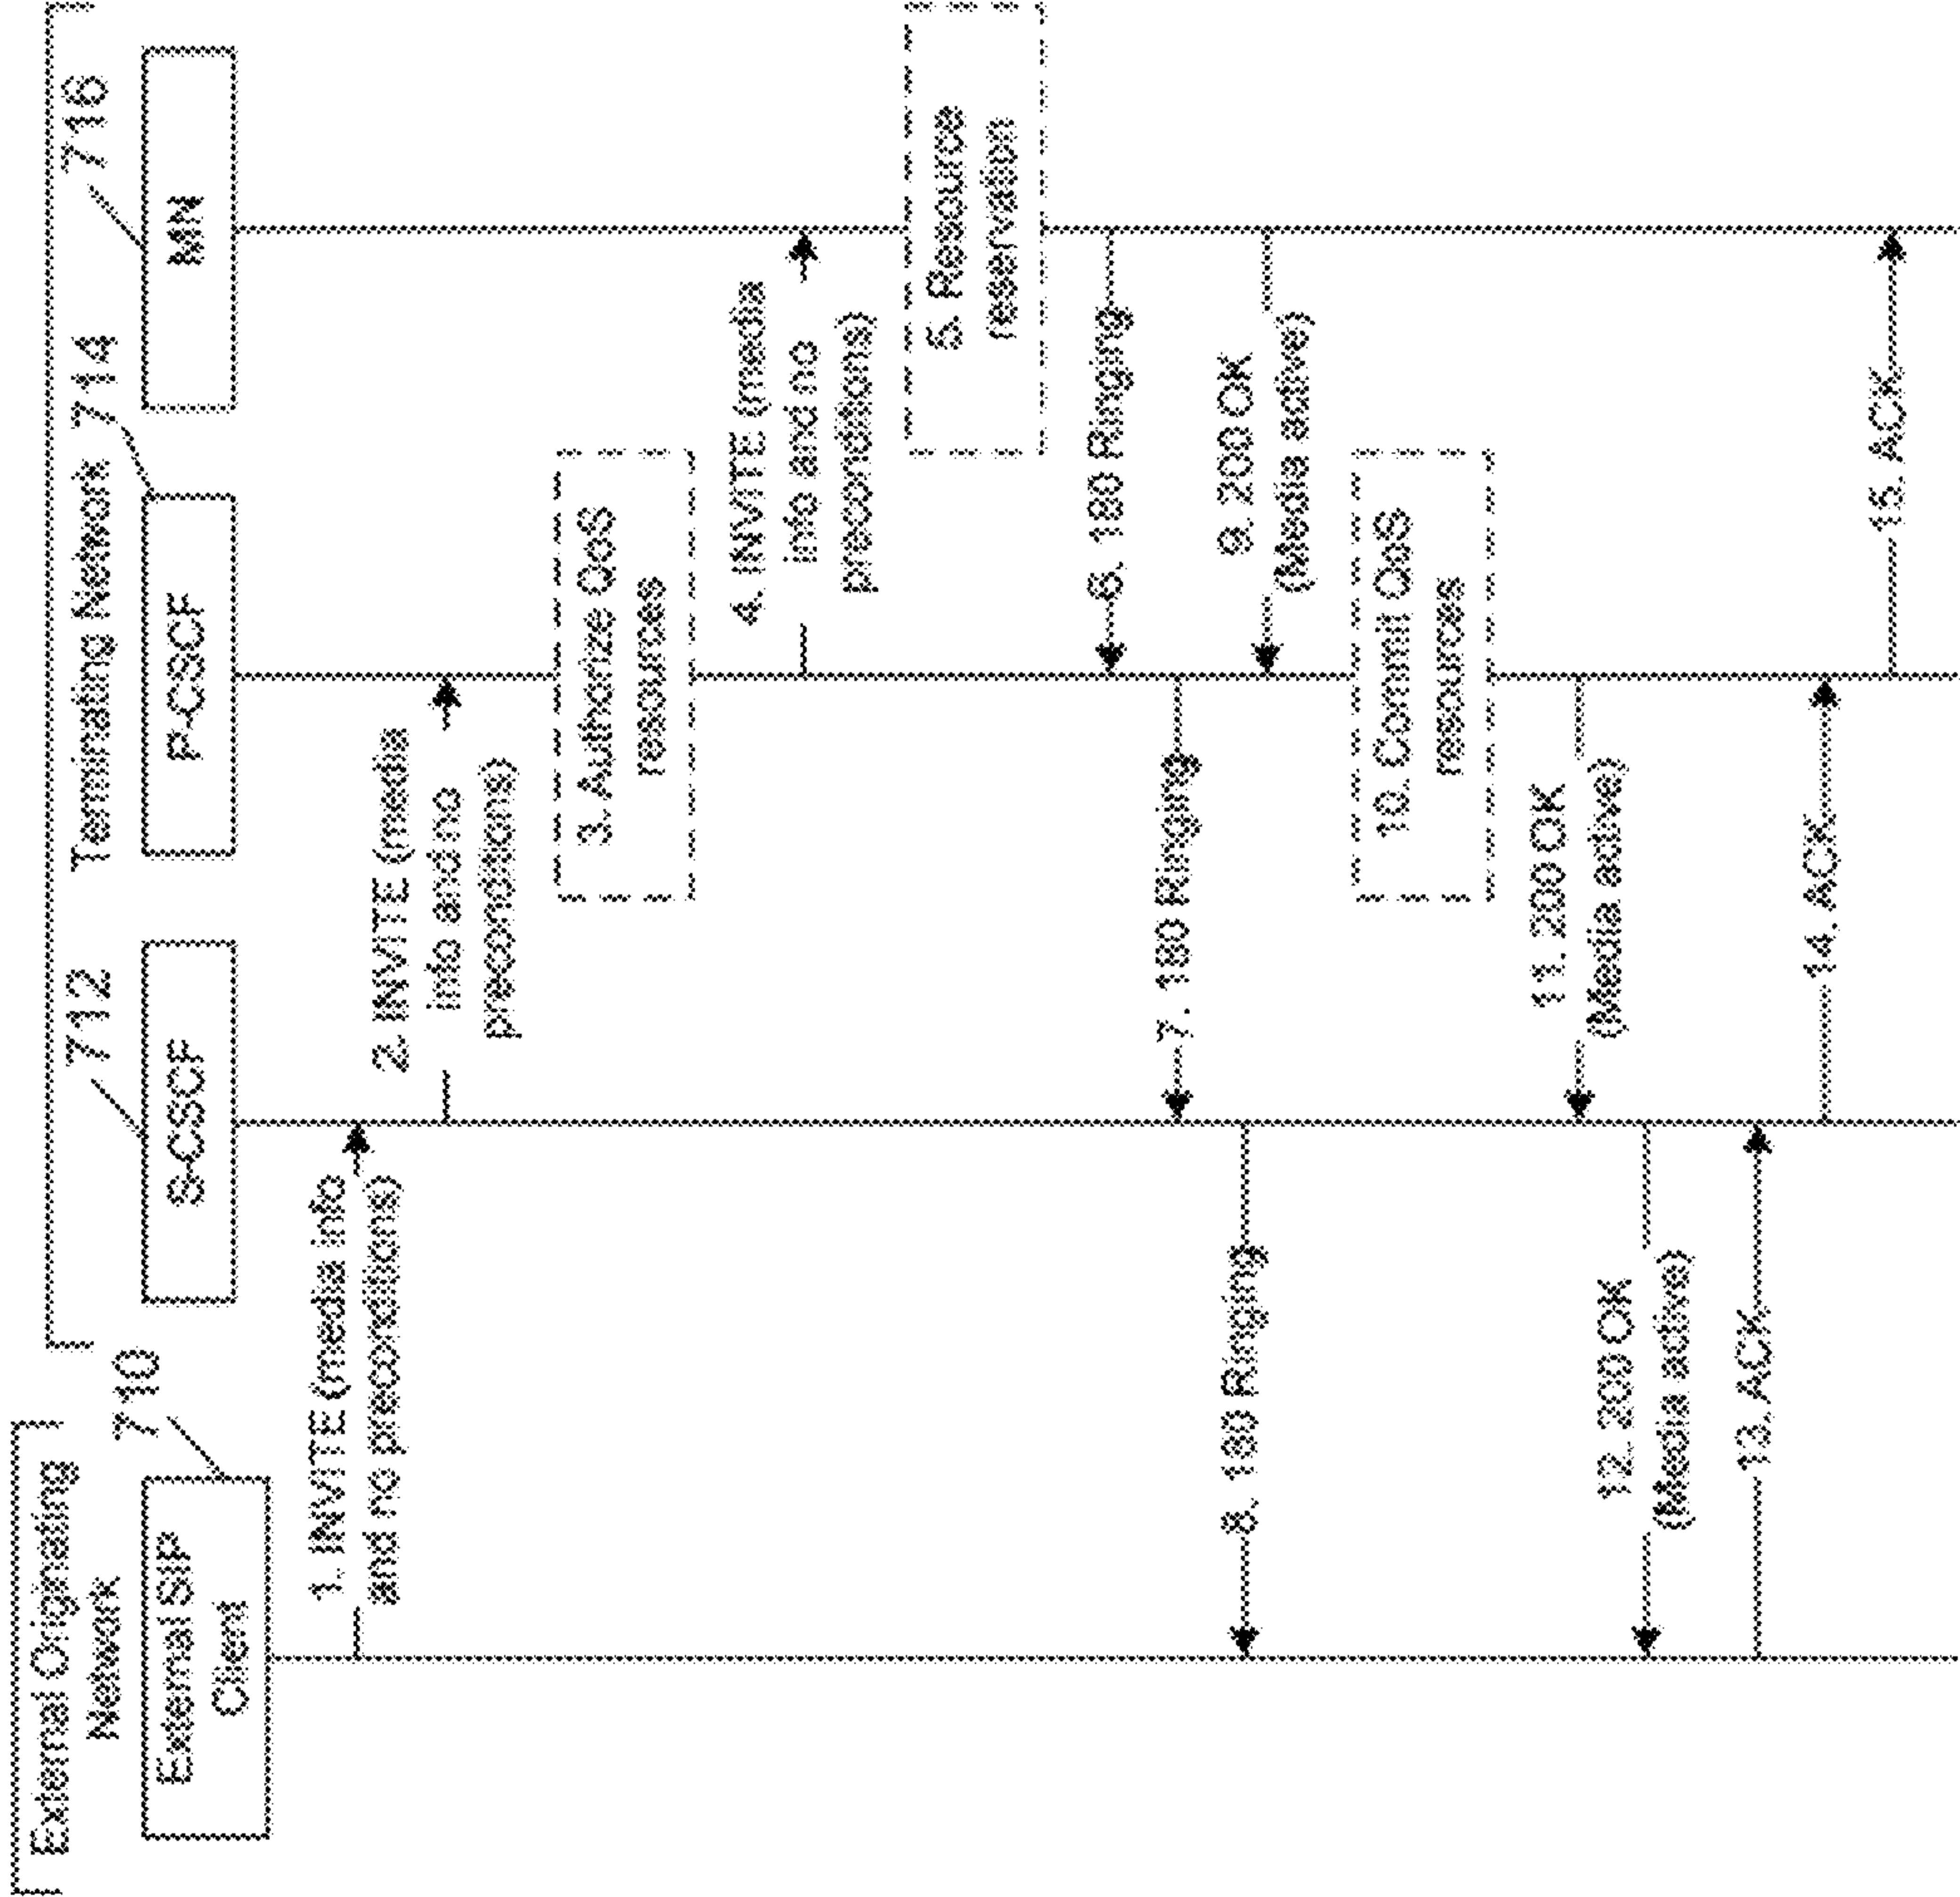 External Originating
Network
710
Terminating Network
712
714
716
External SIP
Client
S-CSCF
P-CSCF
MN
1. INVITE (media info
and no preconditions)
2. INVITE (media
info and no
preconditions)
3. Authorize QoS
resources
4. INVITE (media
info and no
preconditions)
5. Resource
reservation
6. 180 Ringing
7. 180 Ringing
8. 180 Ringing
9. 200 OK
(Media active)
10. Commit QoS
resources
11. 200 OK
(Media active)
12. 200 OK
(Media active)
13. ACK
14. ACK
15. ACK